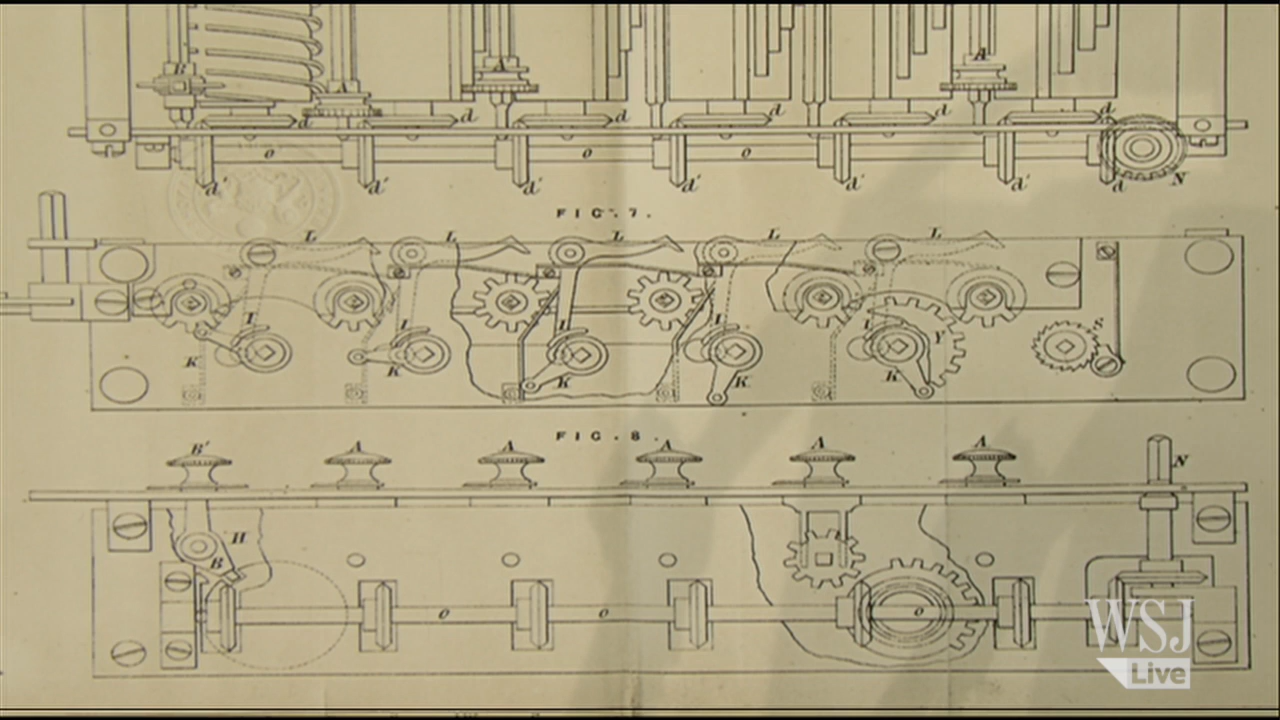 B A A A
d d d d d d
o o o
d' d' d' d' d' d' d N
FIG. 7.
L L L L L
I I I I I Y S.
K K K K K
FIG. 8.
B' A A A A A N
H
B
o o o
WSJ
Live